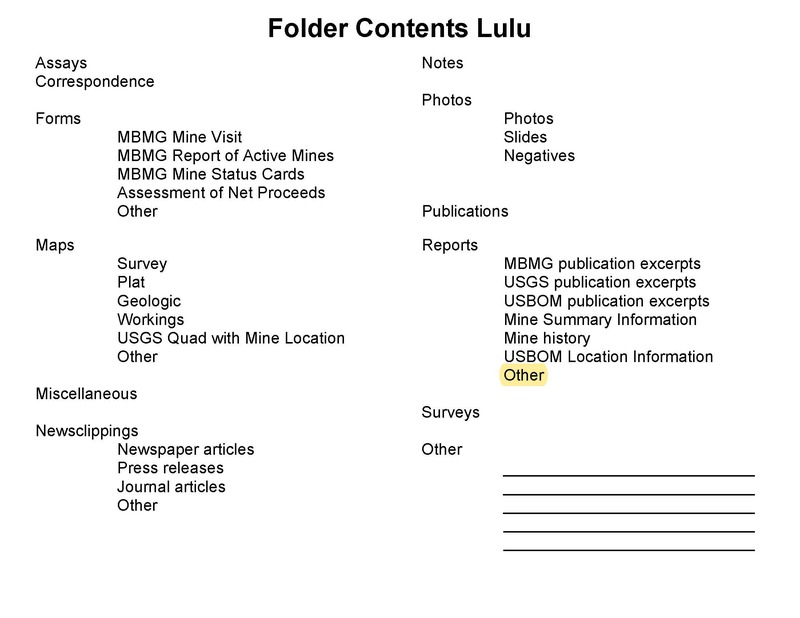 Folder Contents Lulu
Assays
Correspondence
Forms
MBMG Mine Visit
MBMG Report of Active Mines
MBMG Mine Status Cards
Assessment of Net Proceeds
Other
Maps
Survey
Plat
Geologic
Workings
USGS Quad with Mine Location
Other
Miscellaneous
Newsclippings
Newspaper articles
Press releases
Journal articles
Other
Notes
Photos
Photos
Slides
Negatives
Publications
Reports
MBMG publication excerpts
USGS publication excerpts
USBOM publication excerpts
Mine Summary Information
Mine history
USBOM Location Information
Other
Surveys
Other